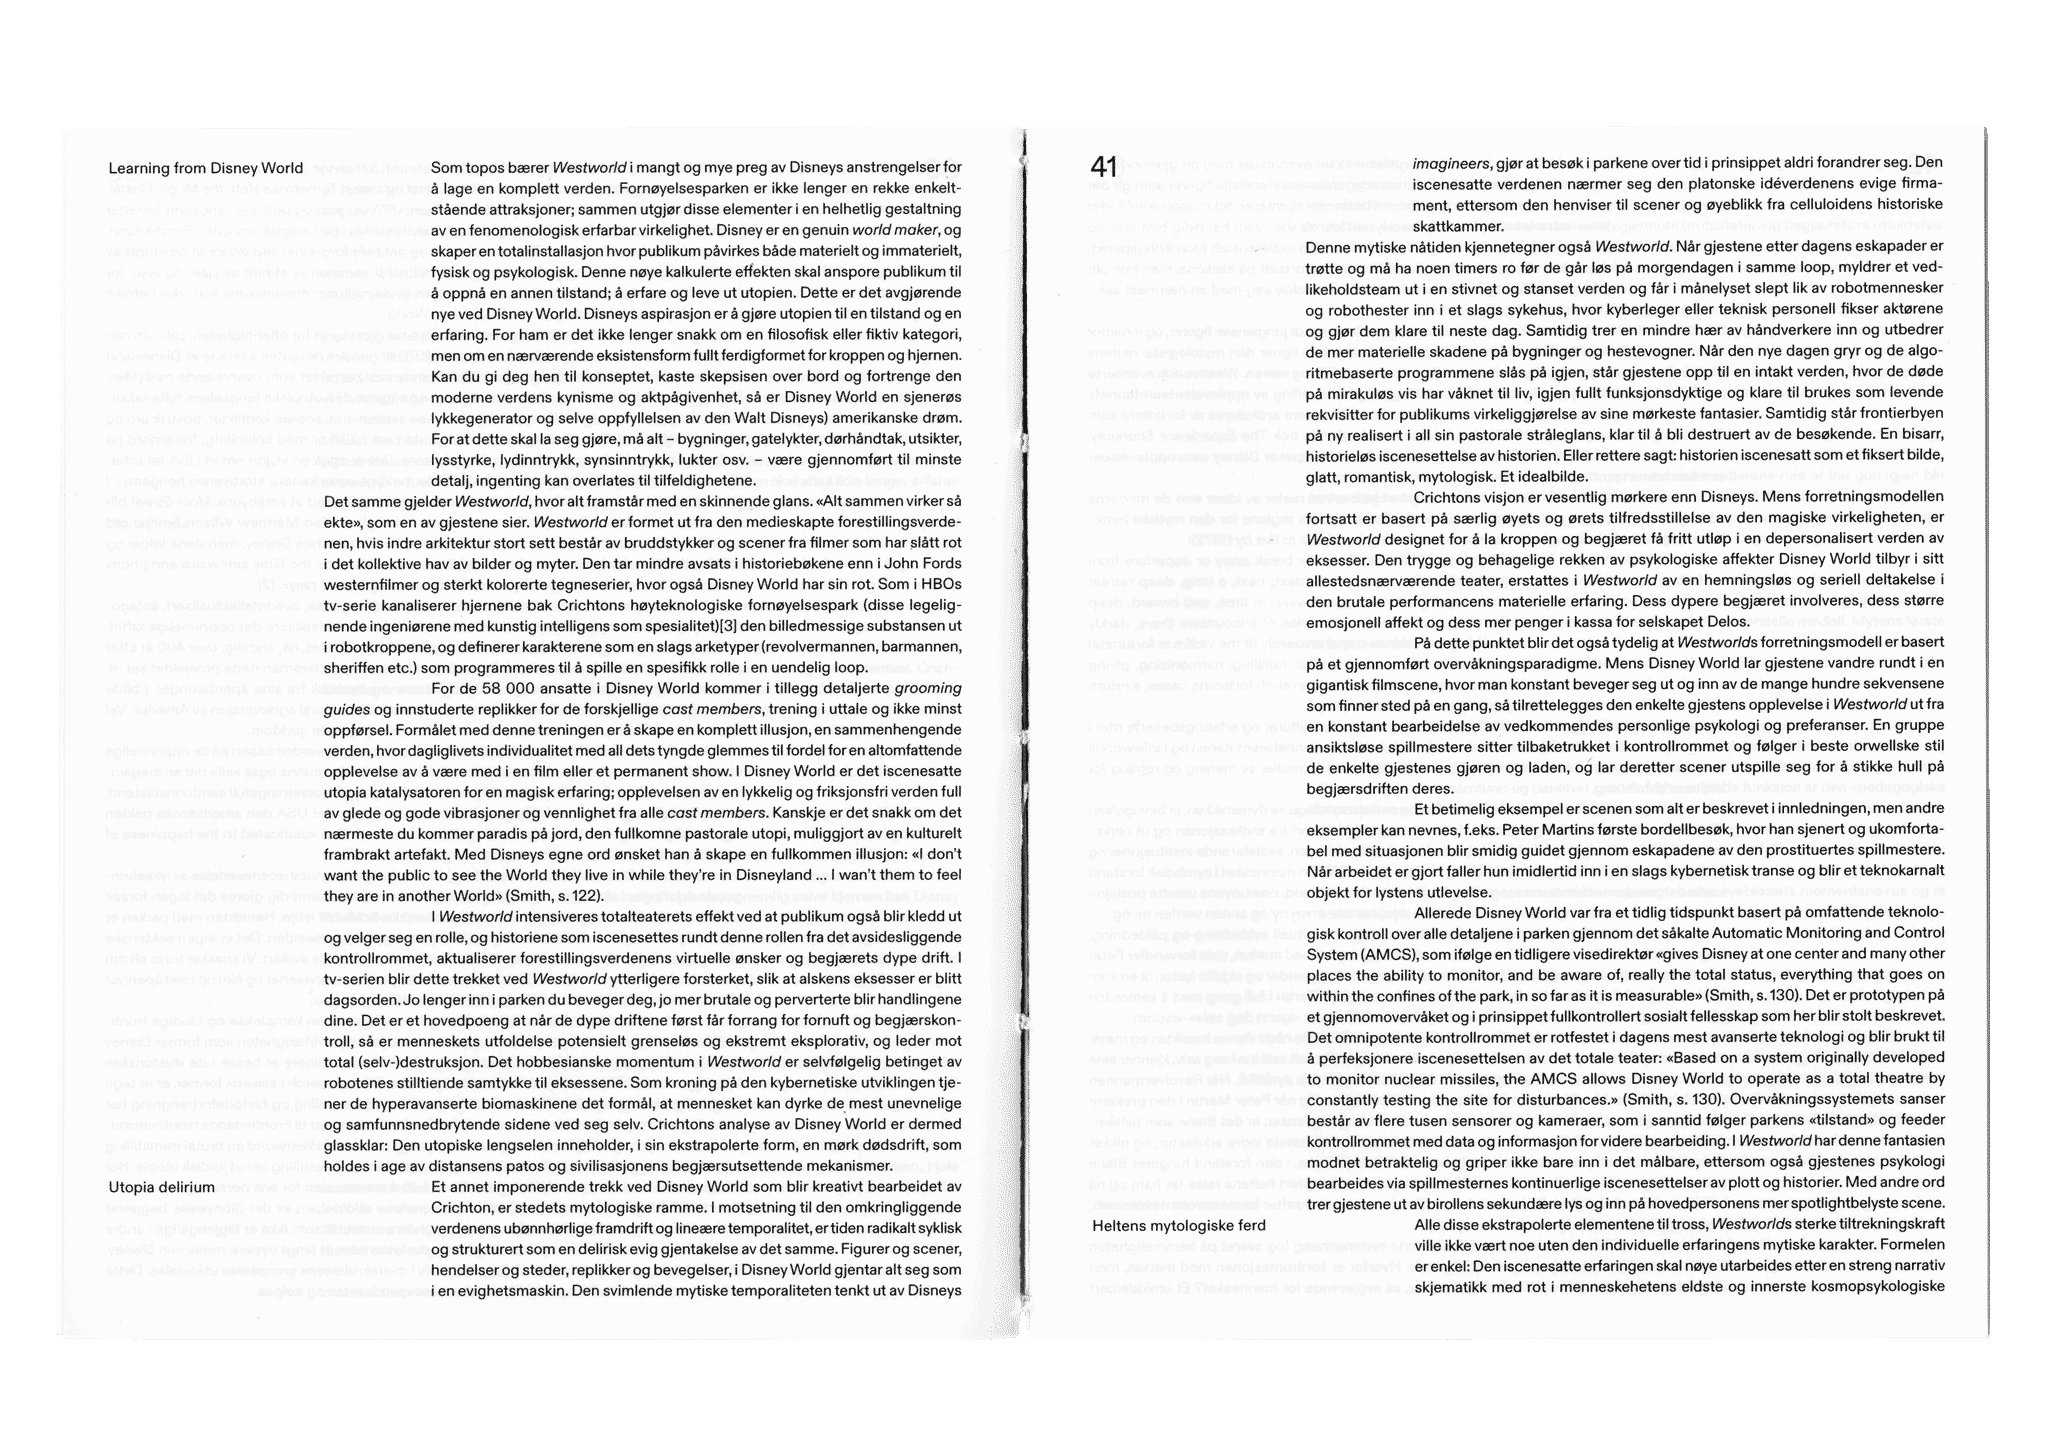 Learning from Disney World
Som topos bærer Westworld i mangt og mye preg av Disneys anstrengelser for
å lage en komplett verden. Fornøyelsesparken er ikke lenger en rekke enkelt-
stående attraksjoner; sammen utgjør disse elementer i en helhetlig gestaltning
av en fenomenologisk erfarbar virkelighet. Disney er en genuin world maker, og
skaper en totalinstallasjon hvor publikum påvirkes både materielt og immaterielt,
fysisk og psykologisk. Denne nøye kalkulerte effekten skal anspore publikum til
å oppnå en annen tilstand; å erfare og leve ut utopien. Dette er det avgjørende
nye ved Disney World. Disneys aspirasjon er å gjøre utopien til en tilstand og en
erfaring. For ham er det ikke lenger snakk om en filosofisk eller fiktiv kategori,
men om en nærværende eksistensform fullt ferdigformet for kroppen og hjernen.
Kan du gi deg hen til konseptet, kaste skepsisen over bord og fortrenge den
moderne verdens kynisme og aktpågivenhet, så er Disney World en sjenerøs
lykkegenerator og selve oppfyllelsen av den Walt Disneys) amerikanske drøm.
For at dette skal la seg gjøre, må alt – bygninger, gatelykter, dørhåndtak, utsikter,
lysstyrke, lydinntrykk, synsinntrykk, lukter osv. – være gjennomført til minste
detalj, ingenting kan overlates til tilfeldighetene.
Det samme gjelder Westworld, hvor alt framstår med en skinnende glans. «Alt sammen virker så
ekte», som en av gjestene sier. Westworld er formet ut fra den medieskapte forestillingsverde-
nen, hvis indre arkitektur stort sett består av bruddstykker og scener fra filmer som har slått rot
i det kollektive hav av bilder og myter. Den tar mindre avsats i historiebøkene enn i John Fords
westernfilmer og sterkt kolorerte tegneserier, hvor også Disney World har sin rot. Som i HBOs
tv-serie kanaliserer hjernene bak Crichtons høyteknologiske fornøyelsespark (disse legelig-
nende ingeniørene med kunstig intelligens som spesialitet)[3] den billedmessige substansen ut
i robotkroppene, og definerer karakterene som en slags arketyper (revolvermannen, barmannen,
sheriffen etc.) som programmeres til å spille en spesifikk rolle i en uendelig loop.
For de 58 000 ansatte i Disney World kommer i tillegg detaljerte grooming
guides og innstuderte replikker for de forskjellige cast members, trening i uttale og ikke minst
oppførsel. Formålet med denne treningen er å skape en komplett illusjon, en sammenhengende
verden, hvor dagliglivets individualitet med all dets tyngde glemmes til fordel for en altomfattende
opplevelse av å være med i en film eller et permanent show. I Disney World er det iscenesatte
utopia katalysatoren for en magisk erfaring; opplevelsen av en lykkelig og friksjonsfri verden full
av glede og gode vibrasjoner og vennlighet fra alle cast members. Kanskje er det snakk om det
nærmeste du kommer paradis på jord, den fullkomne pastorale utopi, muliggjort av en kulturelt
frambrakt artefakt. Med Disneys egne ord ønsket han å skape en fullkommen illusjon: «I don't
want the public to see the World they live in while they're in Disneyland ... I wan't them to feel
they are in another World» (Smith, s. 122).
I Westworld intensiveres totalteaterets effekt ved at publikum også blir kledd ut
og velger seg en rolle, og historiene som iscenesettes rundt denne rollen fra det avsidesliggende
kontrollrommet, aktualiserer forestillingsverdenens virtuelle ønsker og begjærets dype drift. I
tv-serien blir dette trekket ved Westworld ytterligere forsterket, slik at alskens eksesser er blitt
dagsorden. Jo lenger inn i parken du beveger deg, jo mer brutale og perverterte blir handlingene
dine. Det er et hovedpoeng at når de dype driftene først får forrang for fornuft og begjærskon-
troll, så er menneskets utfoldelse potensielt grenseløs og ekstremt eksplorativ, og leder mot
total (selv-)destruksjon. Det hobbesianske momentum i Westworld er selvfølgelig betinget av
robotenes stilltiende samtykke til eksessene. Som kroning på den kybernetiske utviklingen tje-
ner de hyperavanserte biomaskinene det formål, at mennesket kan dyrke de mest unevnelige
og samfunnsnedbrytende sidene ved seg selv. Crichtons analyse av Disney World er dermed
glassklar: Den utopiske lengselen inneholder, i sin ekstrapolerte form, en mørk dødsdrift, som
holdes i age av distansens patos og sivilisasjonens begjærsutsettende mekanismer.
Utopia delirium
Et annet imponerende trekk ved Disney World som blir kreativt bearbeidet av
Crichton, er stedets mytologiske ramme. I motsetning til den omkringliggende
verdenens ubønnhørlige framdrift og lineære temporalitet, er tiden radikalt syklisk
og strukturert som en delirisk evig gjentakelse av det samme. Figurer og scener,
hendelser og steder, replikker og bevegelser, i Disney World gjentar alt seg som
i en evighetsmaskin. Den svimlende mytiske temporaliteten tenkt ut av Disneys
41
imagineers, gjør at besøk i parkene over tid i prinsippet aldri forandrer seg. Den
iscenesatte verdenen nærmer seg den platonske idéverdenens evige firma-
ment, ettersom den henviser til scener og øyeblikk fra celluloidens historiske
skattkammer.
Denne mytiske nåtiden kjennetegner også Westworld. Når gjestene etter dagens eskapader er
trøtte og må ha noen timers ro før de går løs på morgendagen i samme loop, myldrer et ved-
likeholdsteam ut i en stivnet og stanset verden og får i månelyset slept lik av robotmennesker
og robothester inn i et slags sykehus, hvor kyberleger eller teknisk personell fikser aktørene
og gjør dem klare til neste dag. Samtidig trer en mindre hær av håndverkere inn og utbedrer
de mer materielle skadene på bygninger og hestevogner. Når den nye dagen gryr og de algo-
ritmebaserte programmene slås på igjen, står gjestene opp til en intakt verden, hvor de døde
på mirakuløs vis har våknet til liv, igjen fullt funksjonsdyktige og klare til brukes som levende
rekvisitter for publikums virkeliggjørelse av sine mørkeste fantasier. Samtidig står frontierbyen
på ny realisert i all sin pastorale stråleglans, klar til å bli destruert av de besøkende. En bisarr,
historieløs iscenesettelse av historien. Eller rettere sagt: historien iscenesatt som et fiksert bilde,
glatt, romantisk, mytologisk. Et idealbilde.
Crichtons visjon er vesentlig mørkere enn Disneys. Mens forretningsmodellen
fortsatt er basert på særlig øyets og ørets tilfredsstillelse av den magiske virkeligheten, er
Westworld designet for å la kroppen og begjæret få fritt utløp i en depersonalisert verden av
eksesser. Den trygge og behagelige rekken av psykologiske affekter Disney World tilbyr i sitt
allestedsnærværende teater, erstattes i Westworld av en hemningsløs og seriell deltakelse i
den brutale performancens materielle erfaring. Dess dypere begjæret involveres, dess større
emosjonell affekt og dess mer penger i kassa for selskapet Delos.
På dette punktet blir det også tydelig at Westworlds forretningsmodell er basert
på et gjennomført overvåkningsparadigme. Mens Disney World lar gjestene vandre rundt i en
gigantisk filmscene, hvor man konstant beveger seg ut og inn av de mange hundre sekvensene
som finner sted på en gang, så tilrettelegges den enkelte gjestens opplevelse i Westworld ut fra
en konstant bearbeidelse av vedkommendes personlige psykologi og preferanser. En gruppe
ansiktsløse spillmestere sitter tilbaketrukket i kontrollrommet og følger i beste orwellske stil
de enkelte gjestenes gjøren og laden, og lar deretter scener utspille seg for å stikke hull på
begjærsdriften deres.
Et betimelig eksempel er scenen som alt er beskrevet i innledningen, men andre
eksempler kan nevnes, f.eks. Peter Martins første bordellbesøk, hvor han sjenert og ukomforta-
bel med situasjonen blir smidig guidet gjennom eskapadene av den prostituertes spillmestere.
Når arbeidet er gjort faller hun imidlertid inn i en slags kybernetisk transe og blir et teknokarnalt
objekt for lystens utlevelse.
Allerede Disney World var fra et tidlig tidspunkt basert på omfattende teknolo-
gisk kontroll over alle detaljene i parken gjennom det såkalte Automatic Monitoring and Control
System (AMCS), som ifølge en tidligere visedirektør «gives Disney at one center and many other
places the ability to monitor, and be aware of, really the total status, everything that goes on
within the confines of the park, in so far as it is measurable» (Smith, s. 130). Det er prototypen på
et gjennomovervåket og i prinsippet fullkontrollert sosialt fellesskap som her blir stolt beskrevet.
Det omnipotente kontrollrommet er rotfestet i dagens mest avanserte teknologi og blir brukt til
å perfeksjonere iscenesettelsen av det totale teater: «Based on a system originally developed
to monitor nuclear missiles, the AMCS allows Disney World to operate as a total theatre by
constantly testing the site for disturbances.» (Smith, s. 130). Overvåkningssystemets sanser
består av flere tusen sensorer og kameraer, som i sanntid følger parkens «tilstand» og feeder
kontrollrommet med data og informasjon for videre bearbeiding. I Westworld har denne fantasien
modnet betraktelig og griper ikke bare inn i det målbare, ettersom også gjestenes psykologi
bearbeides via spillmesternes kontinuerlige iscenesettelser av plott og historier. Med andre ord
trer gjestene ut av birollens sekundære lys og inn på hovedpersonens mer spotlightbelyste scene.
Heltens mytologiske ferd
Alle disse ekstrapolerte elementene til tross, Westworlds sterke tiltrekningskraft
ville ikke vært noe uten den individuelle erfaringens mytiske karakter. Formelen
er enkel: Den iscenesatte erfaringen skal nøye utarbeides etter en streng narrativ
skjematikk med rot i menneskehetens eldste og innerste kosmopsykologiske